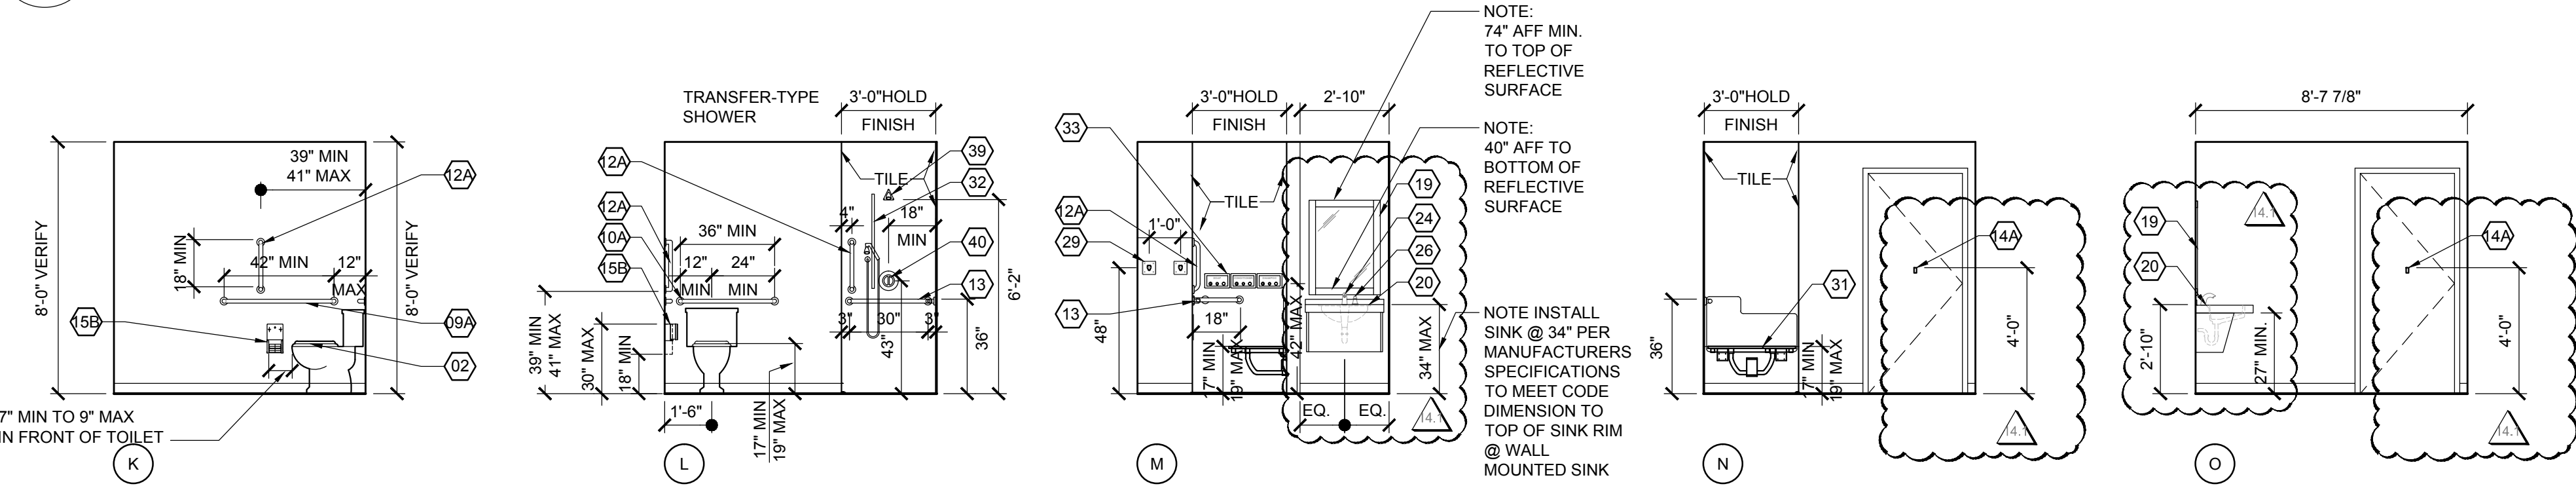 8'-0" VERIFY
39" MIN
41" MAX
12A
18" MIN
42" MIN
12"
MAX
8'-0" VERIFY
15B
09A
02
7" MIN TO 9" MAX
IN FRONT OF TOILET
K
TRANSFER-TYPE
SHOWER
3'-0"HOLD
FINISH
12A
12A
10A
15B
TILE
39
32
4"
18"
MIN
36" MIN
12"
MIN
24"
MIN
40
13
6'-2"
3"
30"
3"
43"
36"
39" MIN
41" MAX
30" MAX
18" MIN
1'-6"
17" MIN
19" MAX
L
3'-0"HOLD
FINISH
2'-10"
33
TILE
12A
29
1'-0"
13
48"
18"
17" MIN
19" MAX
42" MAX
19
24
26
20
34" MAX
EQ.
EQ.
14.1
M
NOTE:
74" AFF MIN.
TO TOP OF
REFLECTIVE
SURFACE
NOTE:
40" AFF TO
BOTTOM OF
REFLECTIVE
SURFACE
NOTE INSTALL
SINK @ 34" PER
MANUFACTURERS
SPECIFICATIONS
TO MEET CODE
DIMENSION TO
TOP OF SINK RIM
@ WALL
MOUNTED SINK
3'-0"HOLD
FINISH
TILE
14A
31
36"
17" MIN
19" MAX
4'-0"
14.1
N
8'-7 7/8"
19
14.1
20
14A
2'-10"
27" MIN.
4'-0"
14.1
O